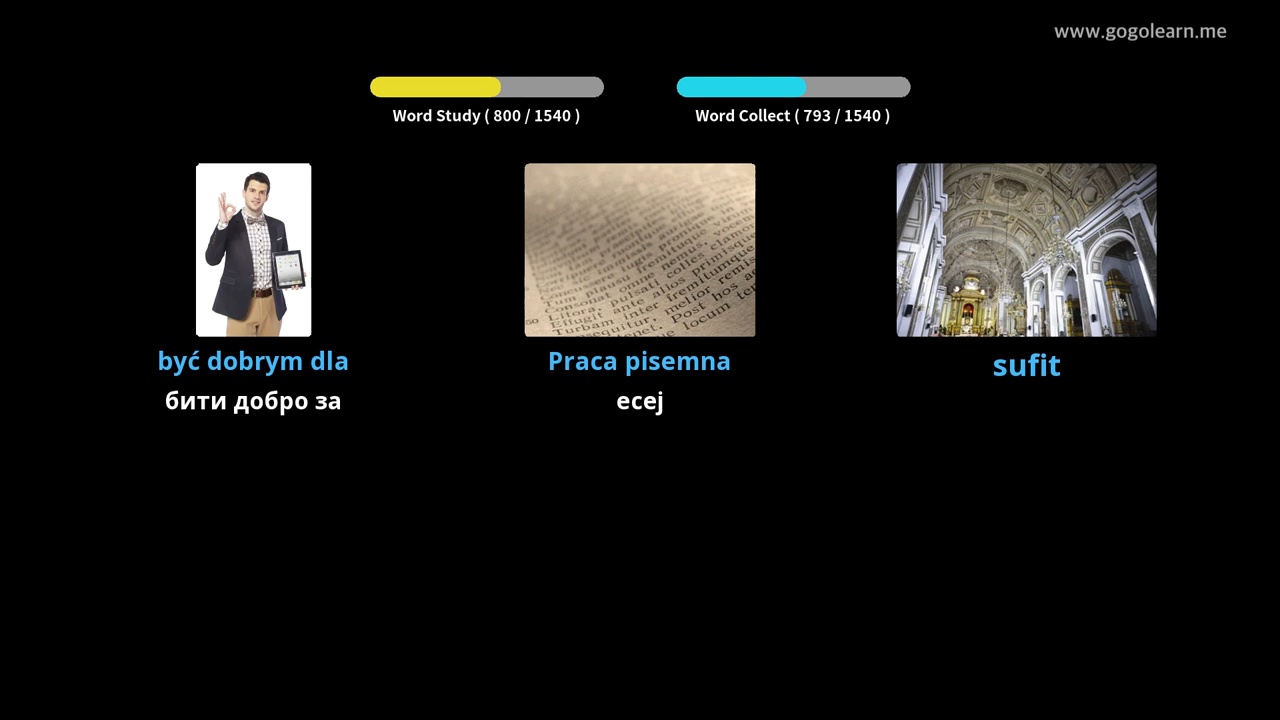 www.gogolearn.me
Word Study ( 800 / 1540 )
Word Collect ( 793 / 1540 )
być dobrym dla
Praca pisemna
sufit
бити добро за
есеј